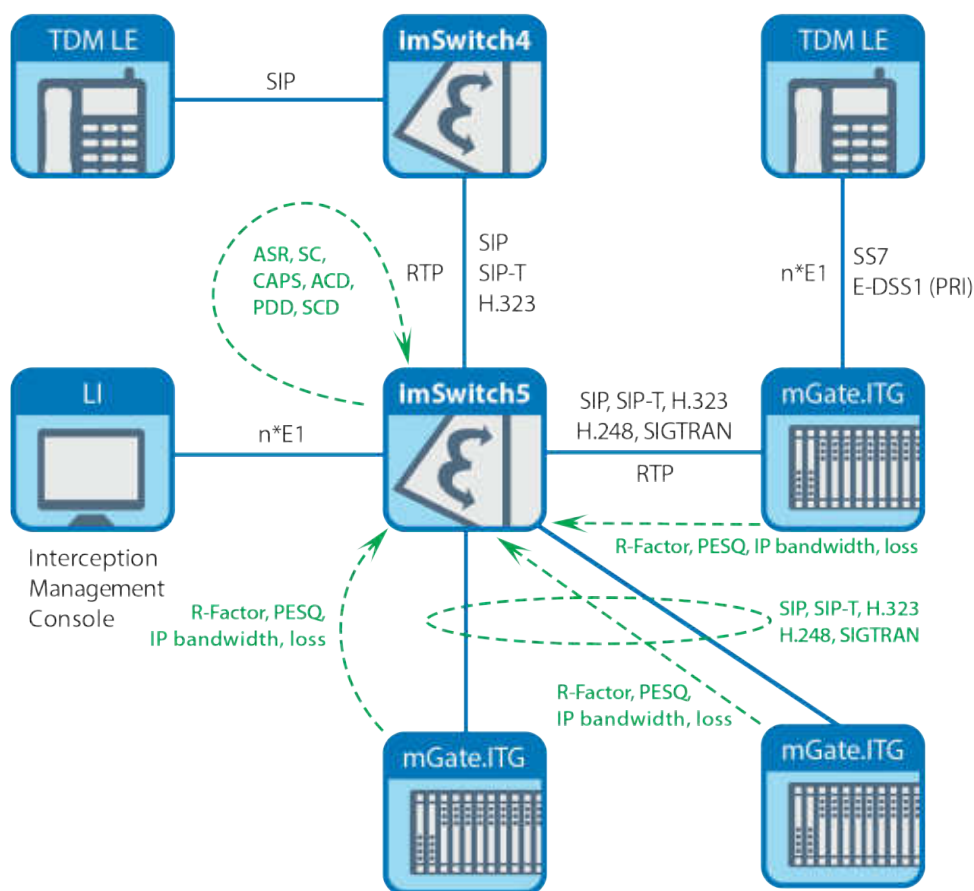 TDM LE
imSwitch4
TDM LE
SIP
ASR, SC,
CAPS, ACD,
PDD, SCD
RTP
SIP
SIP-T
H.323
n*E1
SS7
E-DSS1 (PRI)
LI
imSwitch5
mGate.ITG
n*E1
SIP, SIP-T, H.323
H.248, SIGTRAN
RTP
Interception
Management
Console
R-Factor, PESQ, IP bandwidth, loss
R-Factor, PESQ,
IP bandwidth, loss
SIP, SIP-T, H.323
H.248, SIGTRAN
R-Factor, PESQ,
IP bandwidth, loss
mGate.ITG
mGate.ITG